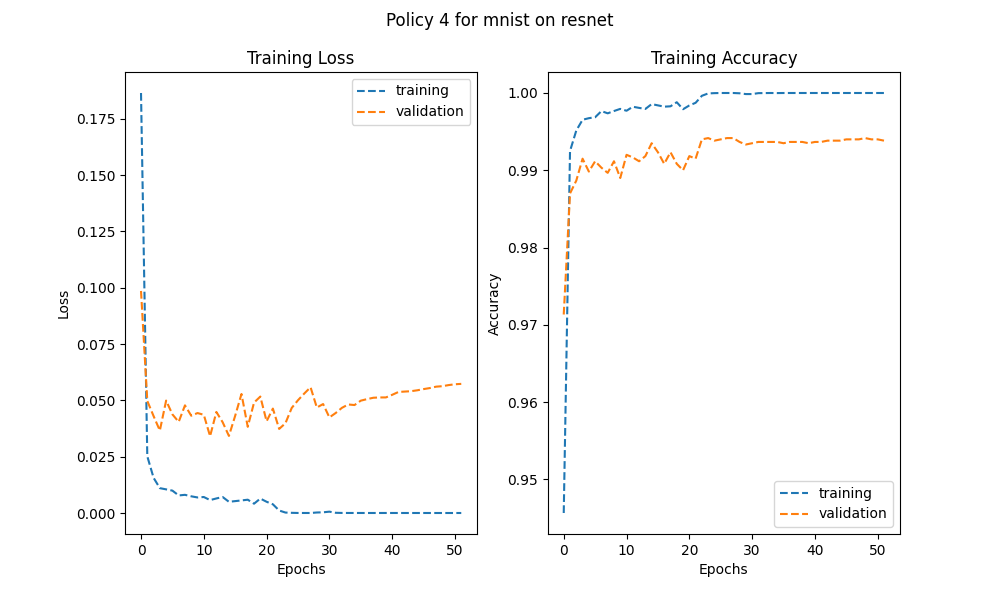 Policy 4 for mnist on resnet
Training Loss
training
validation
0.175
0.150
0.125
0.100
0.075
0.050
0.025
0.000
Loss
0 10 20 30 40 50
Epochs
Training Accuracy
1.00
0.99
0.98
0.97
0.96
0.95
Accuracy
training
validation
0 10 20 30 40 50
Epochs